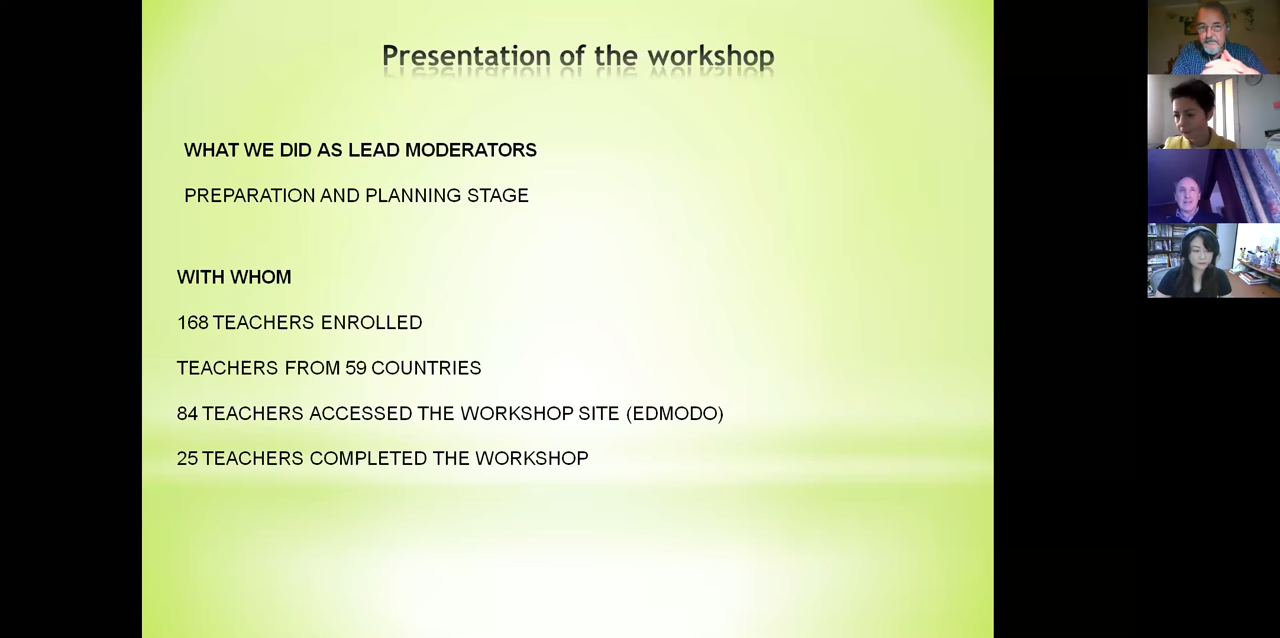 Presentation of the workshop
WHAT WE DID AS LEAD MODERATORS
PREPARATION AND PLANNING STAGE
WITH WHOM
168 TEACHERS ENROLLED
TEACHERS FROM 59 COUNTRIES
84 TEACHERS ACCESSED THE WORKSHOP SITE (EDMODO)
25 TEACHERS COMPLETED THE WORKSHOP